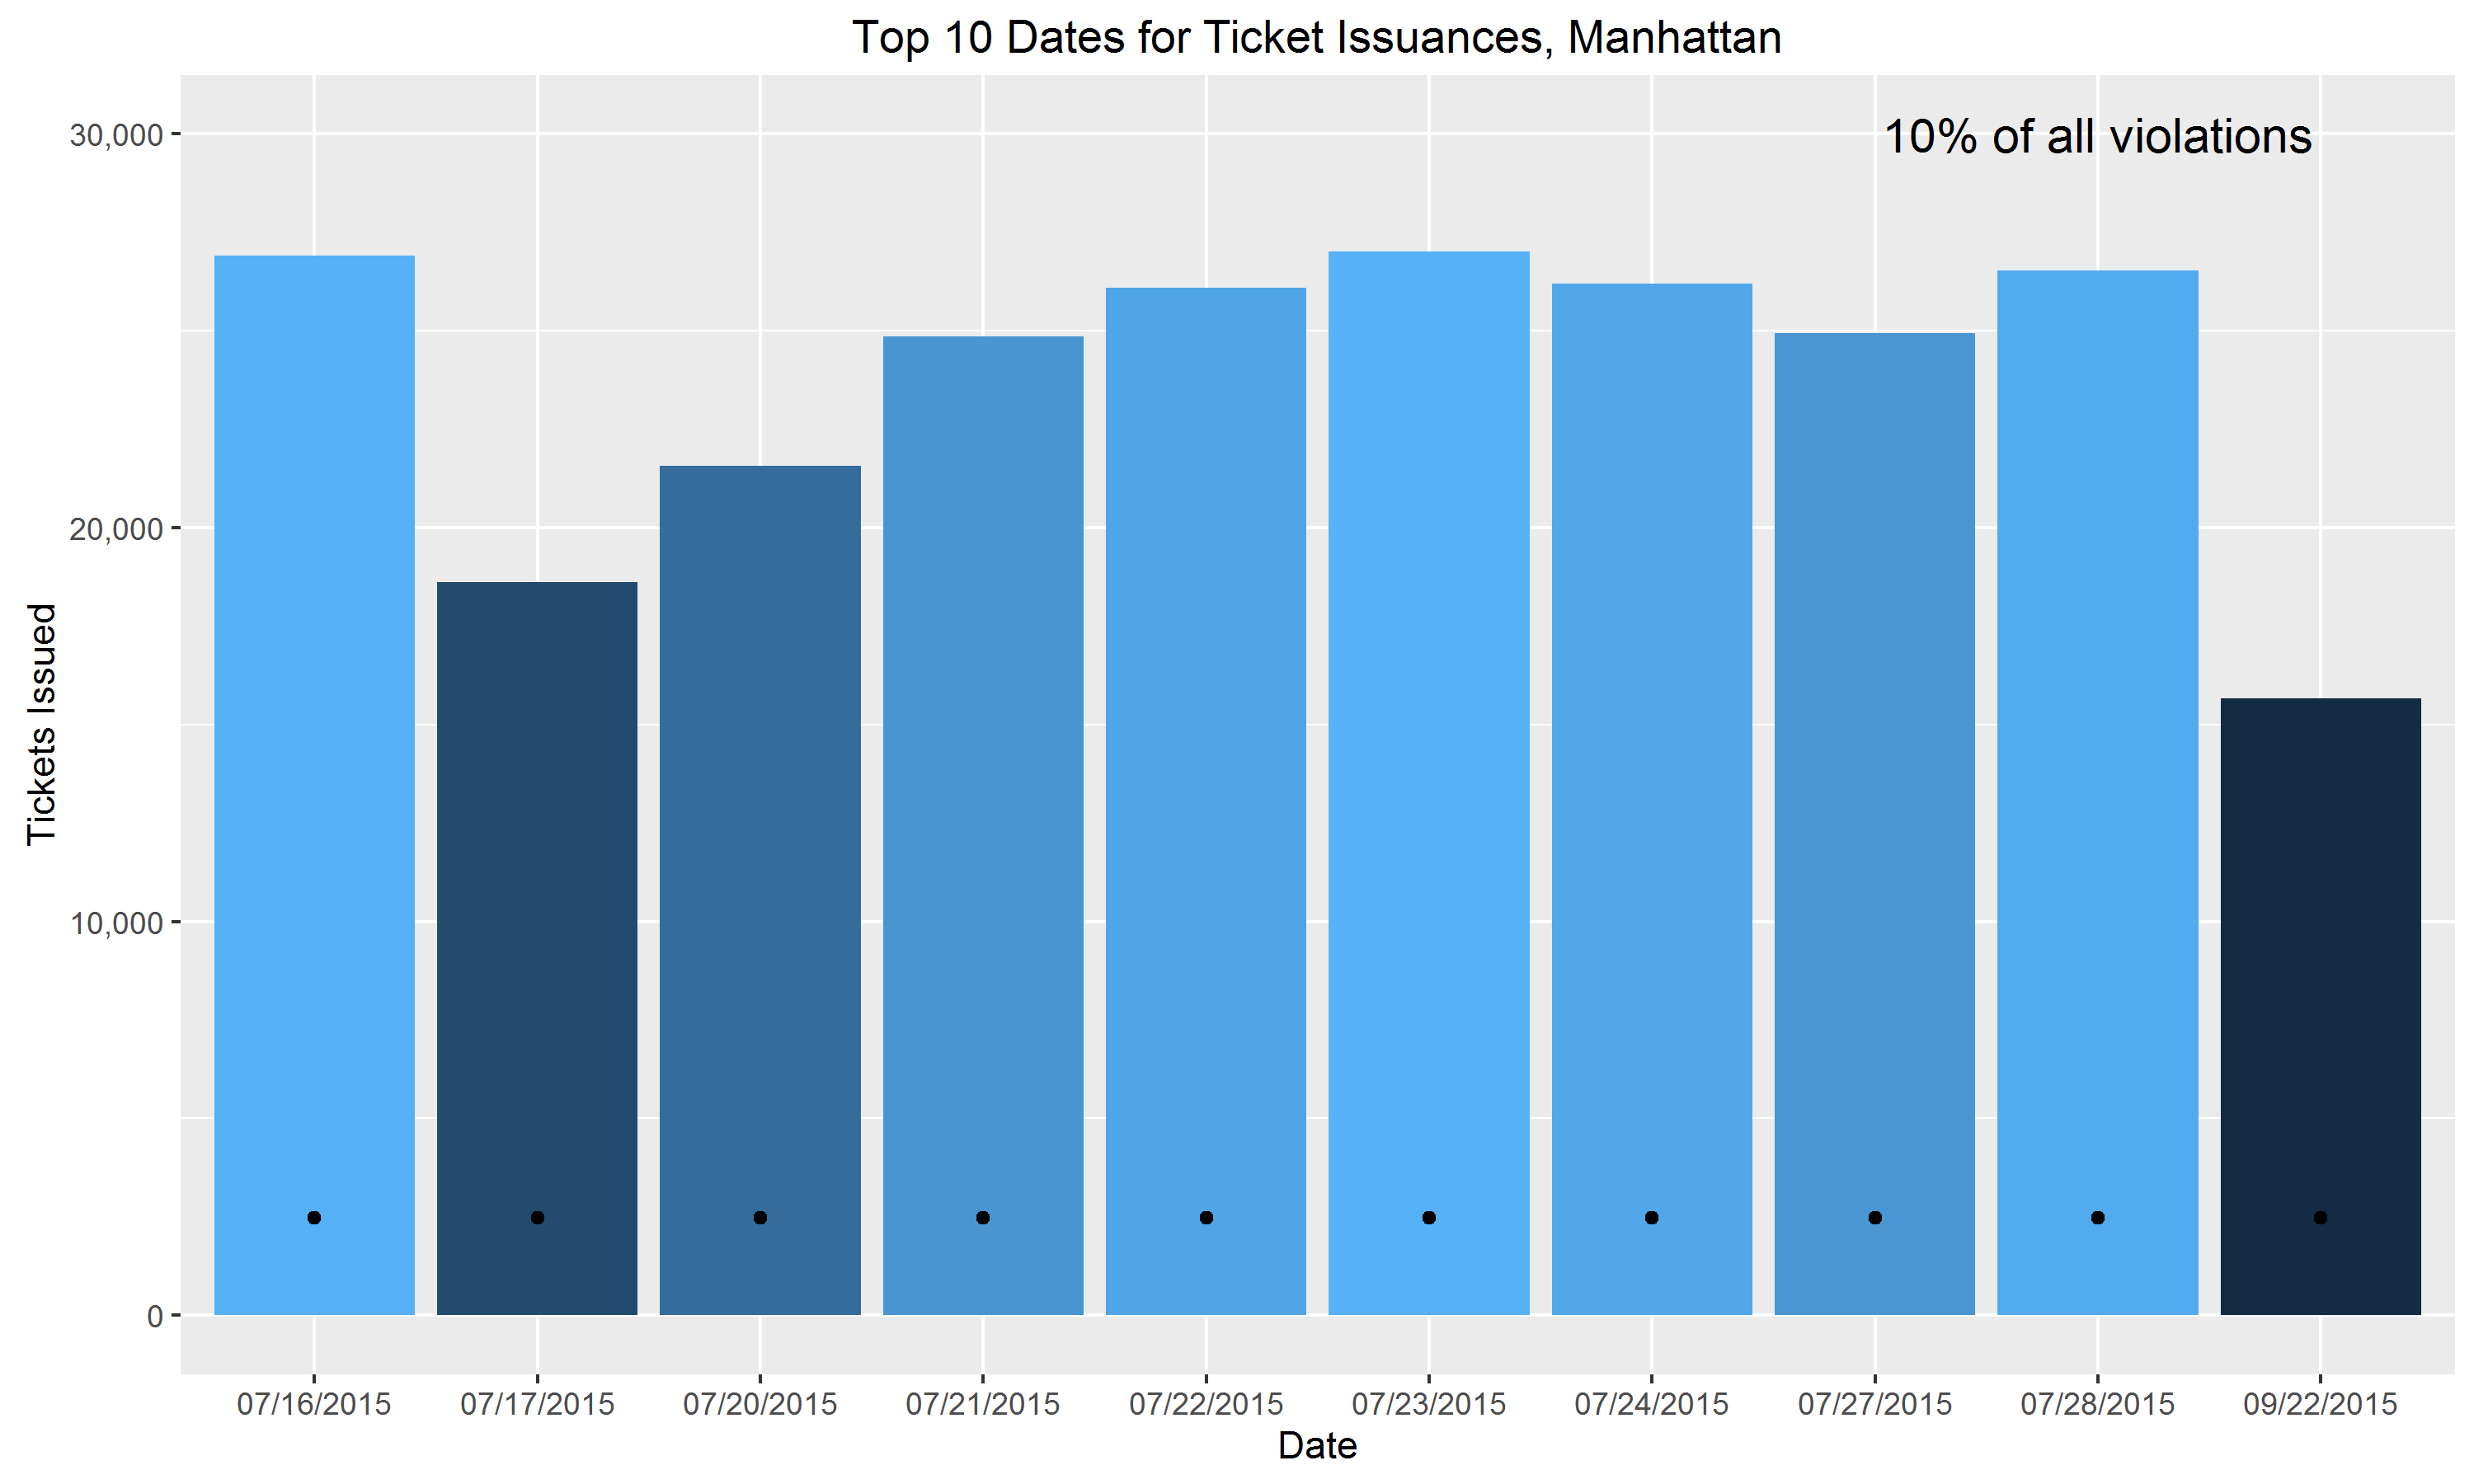 Top 10 Dates for Ticket Issuances, Manhattan
10% of all violations
30,000
20,000
10,000
0
Tickets Issued
07/16/2015 07/17/2015 07/20/2015 07/21/2015 07/22/2015 07/23/2015 07/24/2015 07/27/2015 07/28/2015 09/22/2015
Date